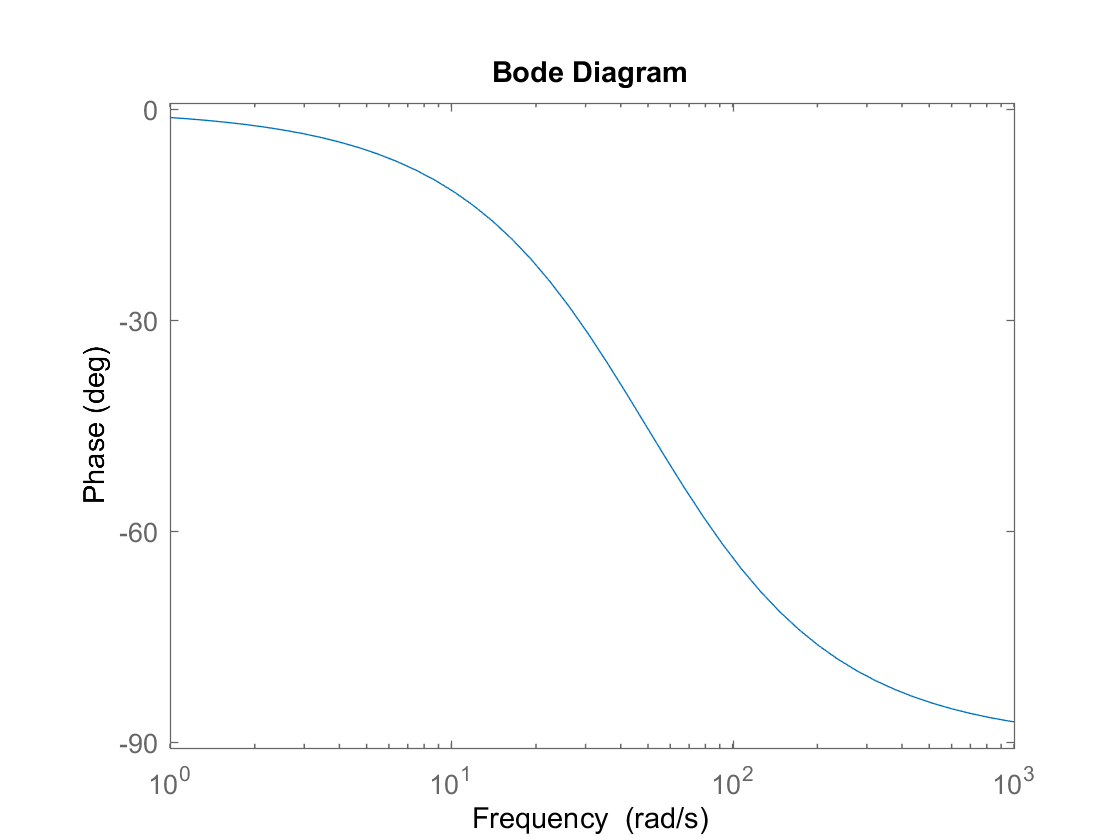 Bode Diagram
0
-30
-60
-90
Phase (deg)
10^0 10^1 10^2 10^3
Frequency (rad/s)